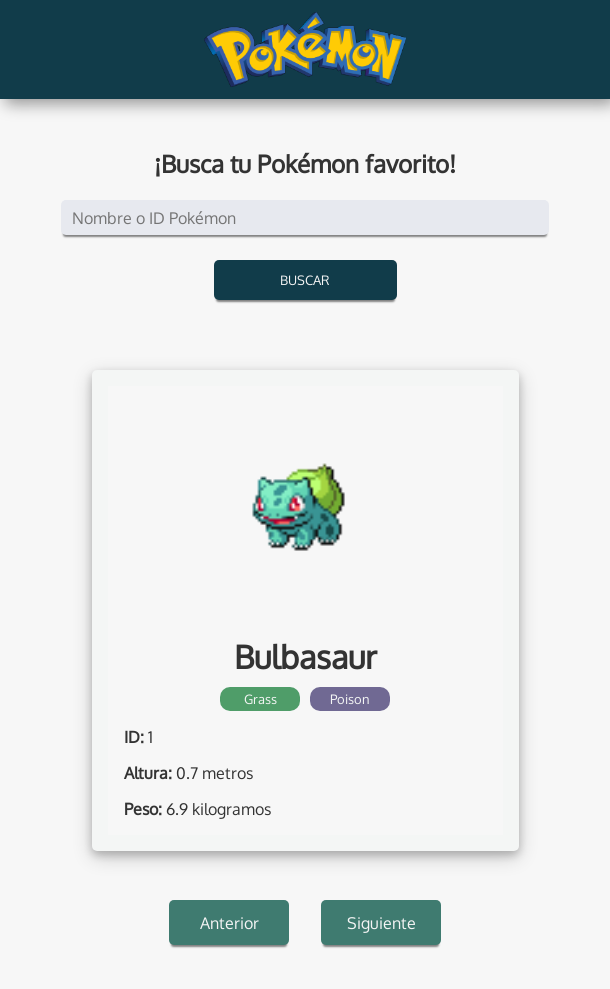 POKéMON
¡Busca tu Pokémon favorito!
Nombre o ID Pokémon
BUSCAR
Bulbasaur
Grass Poison
ID: 1
Altura: 0.7 metros
Peso: 6.9 kilogramos
Anterior Siguiente